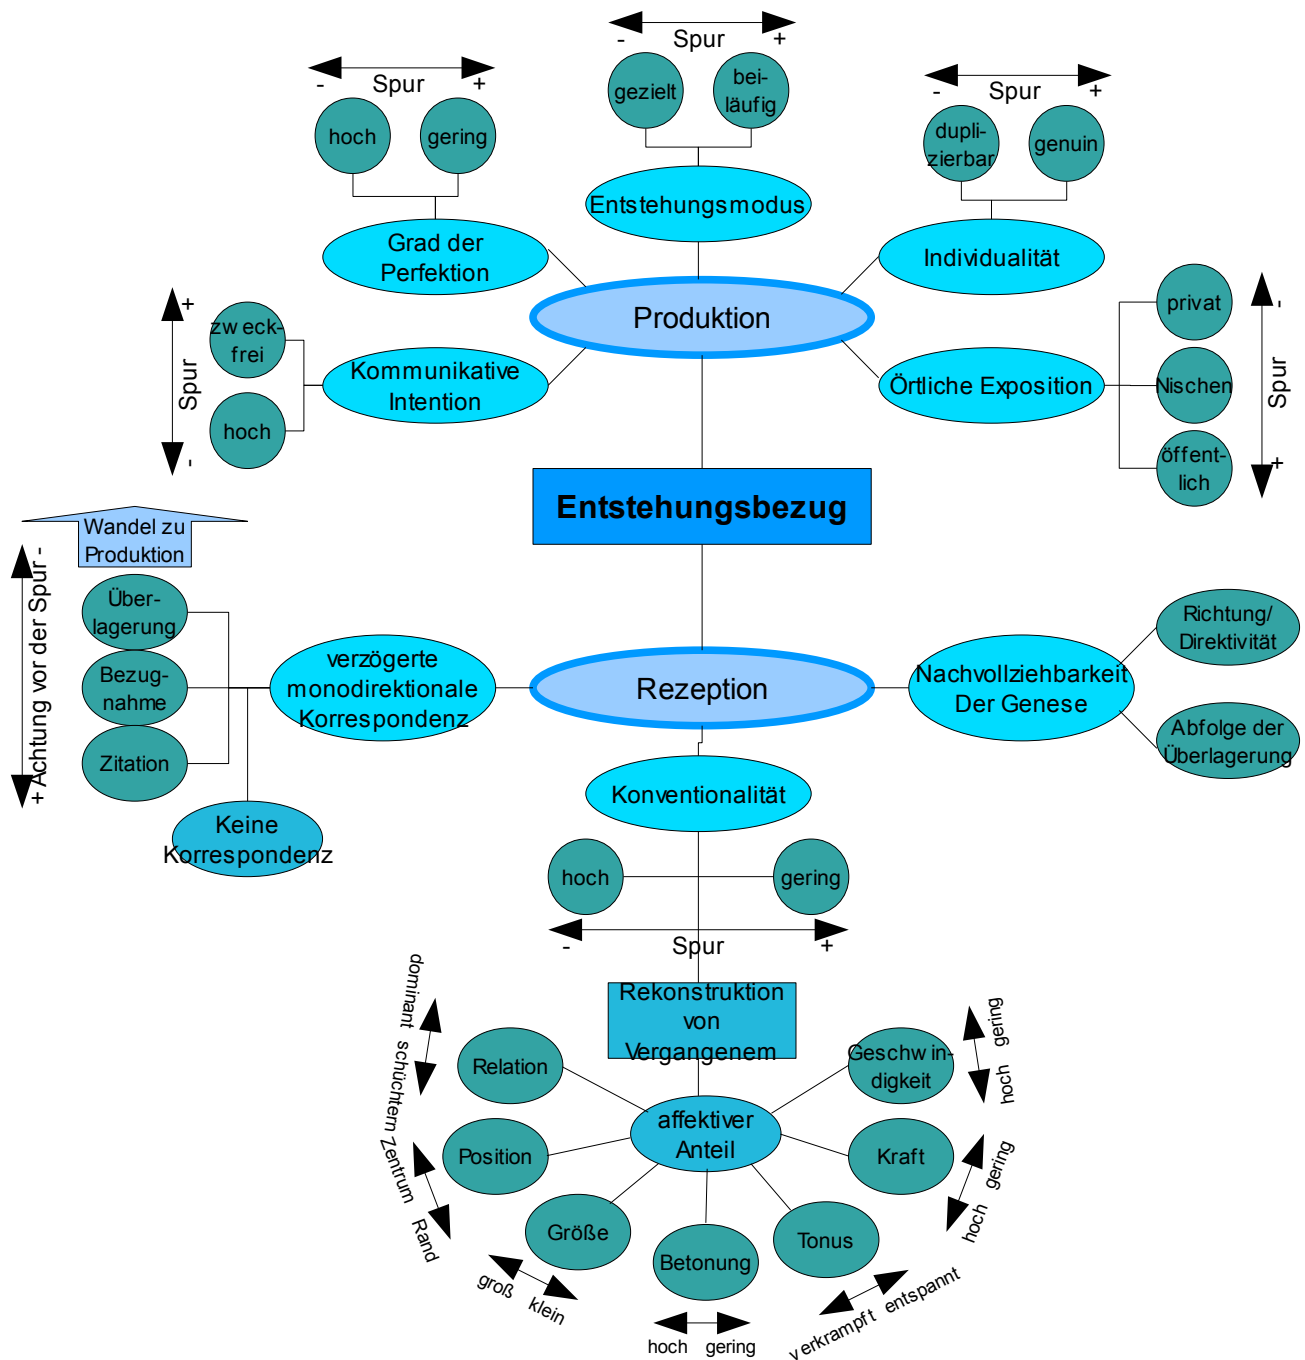 - Spur +
gezielt
bei-
läufig
Entstehungsmodus
- Spur +
hoch
gering
Grad der
Perfektion
- Spur +
dupli-
zierbar
genuin
Individualität
Produktion
+ Spur -
zweck-
frei
hoch
Kommunikative
Intention
Örtliche Exposition
privat
Nischen
öffent-
lich
- Spur +
Entstehungsbezug
Wandel zu
Produktion
+ Achtung vor der Spur -
Über-
lagerung
Bezug-
nahme
Zitation
verzögerte
monodirektionale
Korrespondenz
Keine
Korrespondenz
Rezeption
Nachvollziehbarkeit
Der Genese
Richtung/
Direktivität
Abfolge der
Überlagerung
Konventionalität
hoch
gering
- Spur +
Rekonstruktion
von
Vergangenem
affektiver
Anteil
Relation
dominant schüchtern
Position
Zentrum Rand
Größe
groß klein
Betonung
hoch gering
Tonus
verkrampft entspannt
Kraft
hoch gering
Geschwin-
digkeit
hoch gering